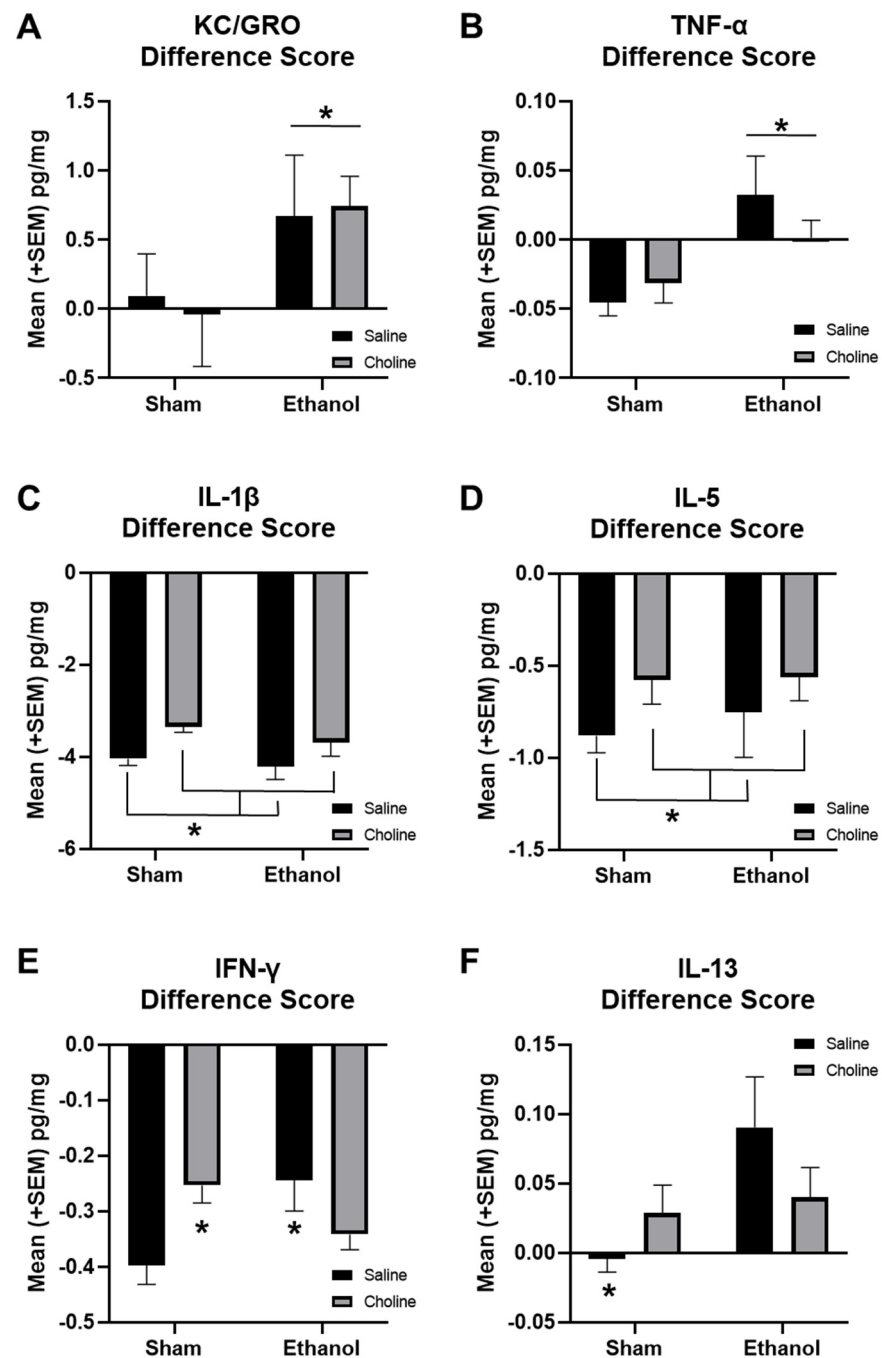 A
KC/GRO
Difference Score
Mean (+SEM) pg/mg
1.5
1.0
0.5
0.0
-0.5
*
Saline
Choline
Sham
Ethanol
B
TNF-α
Difference Score
Mean (+SEM) pg/mg
0.10
0.05
0.00
-0.05
-0.10
*
Saline
Choline
Sham
Ethanol
C
IL-1β
Difference Score
Mean (+SEM) pg/mg
0
-2
-4
-6
*
Saline
Choline
Sham
Ethanol
D
IL-5
Difference Score
Mean (+SEM) pg/mg
0.0
-0.5
-1.0
-1.5
*
Saline
Choline
Sham
Ethanol
E
IFN-γ
Difference Score
Mean (+SEM) pg/mg
0.0
-0.1
-0.2
-0.3
-0.4
-0.5
*
*
Saline
Choline
Sham
Ethanol
F
IL-13
Difference Score
Mean (+SEM) pg/mg
0.15
0.10
0.05
0.00
-0.05
Saline
Choline
*
Sham
Ethanol